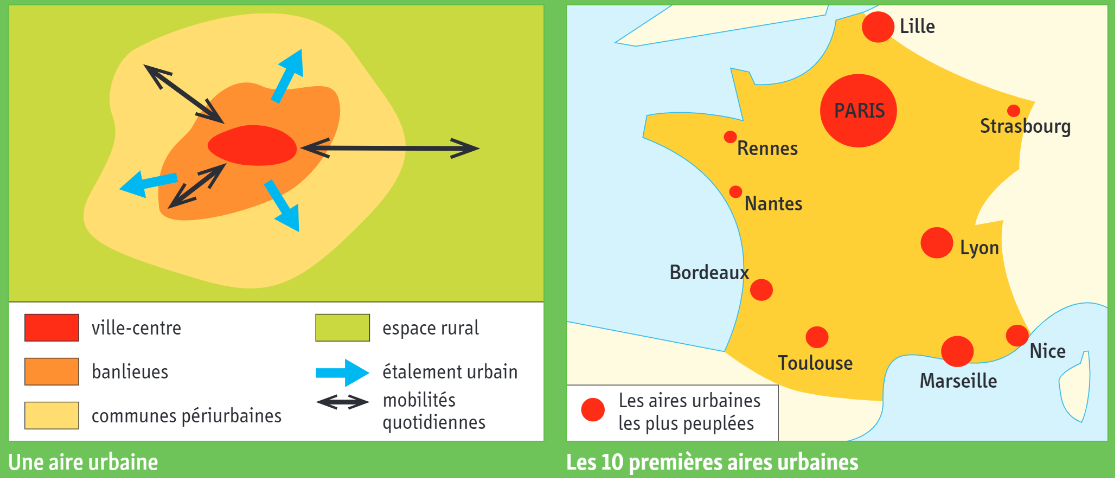 ville-centre
banlieues
communes périurbaines
espace rural
étalement urbain
mobilités
quotidiennes
Une aire urbaine
Lille
PARIS
Strasbourg
Rennes
Nantes
Lyon
Bordeaux
Toulouse
Nice
Marseille
Les aires urbaines
les plus peuplées
Les 10 premières aires urbaines